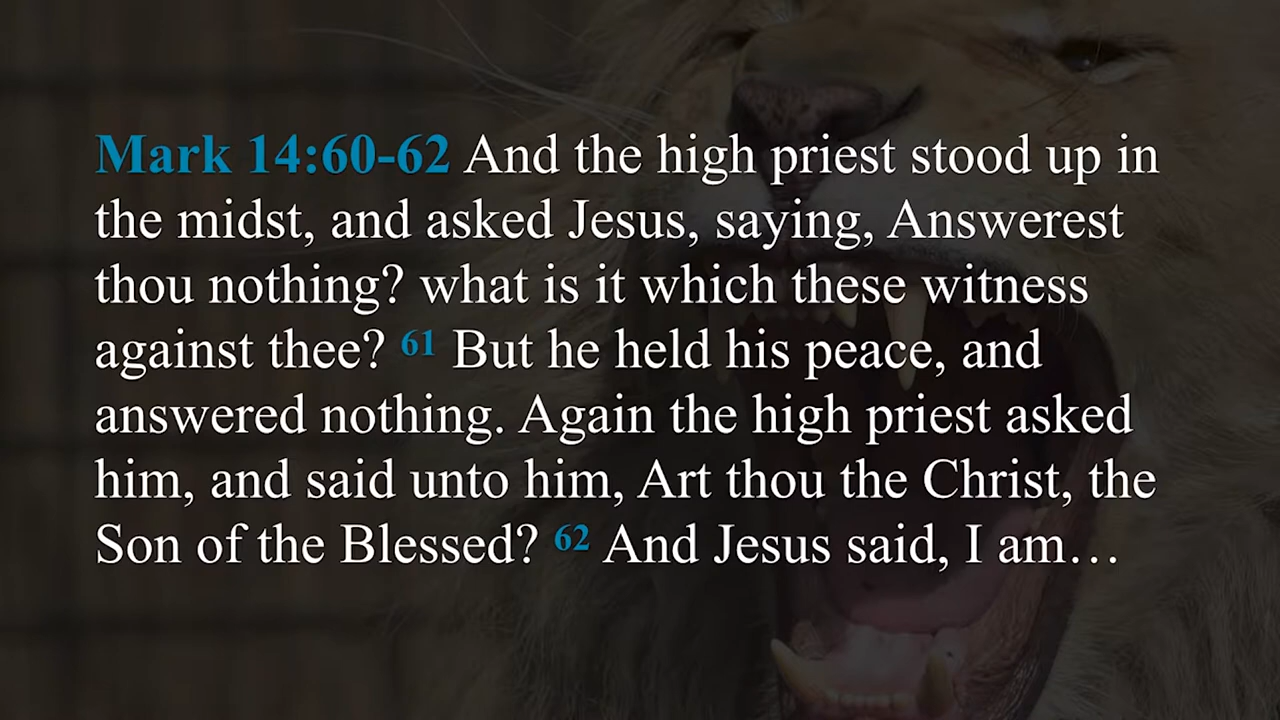 Mark 14:60-62 And the high priest stood up in
the midst, and asked Jesus, saying, Answerest
thou nothing? what is it which these witness
against thee? 61 But he held his peace, and
answered nothing. Again the high priest asked
him, and said unto him, Art thou the Christ, the
Son of the Blessed? 62 And Jesus said, I am…